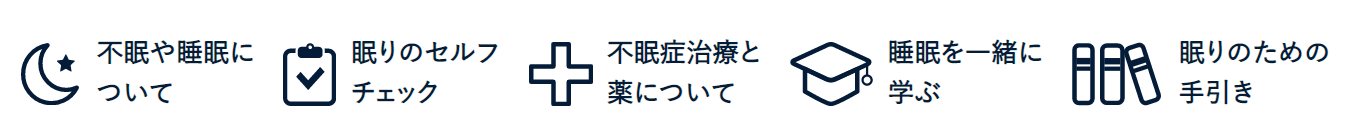 不眠や睡眠に
ついて
眠りのセルフ
チェック
不眠症治療と
薬について
睡眠を一緒に
学ぶ
眠りのための
手引き